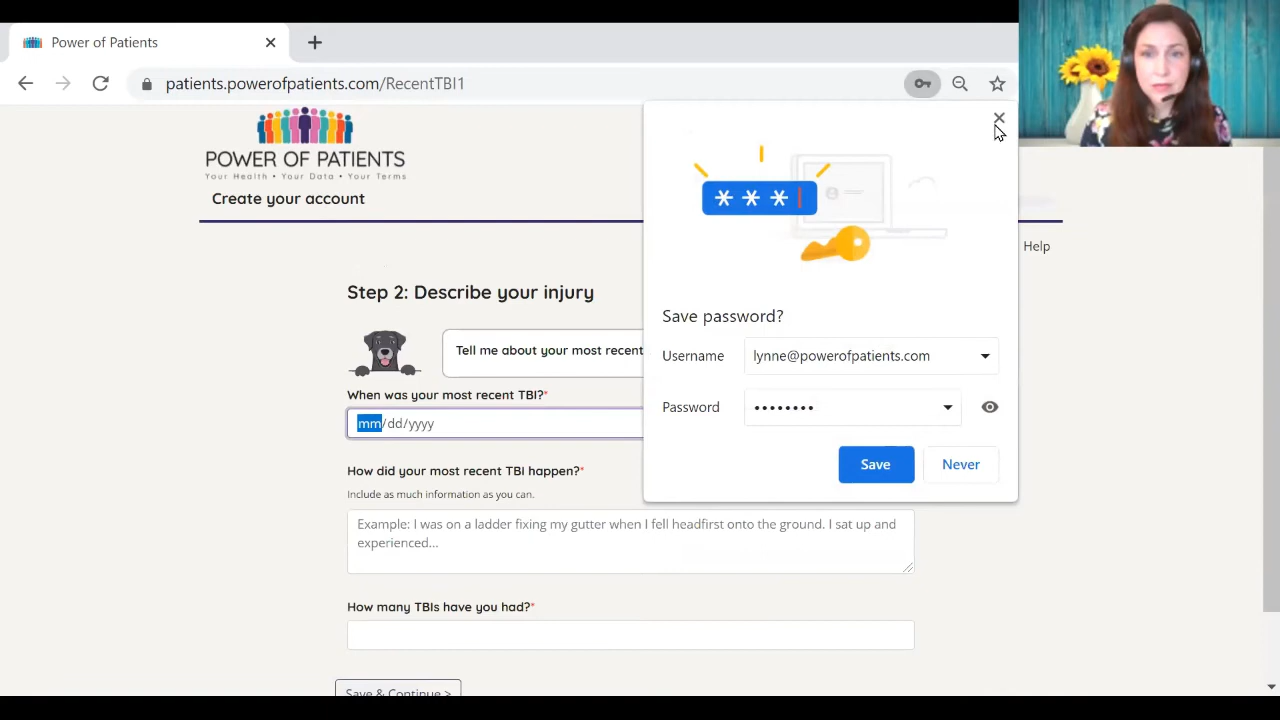 Power of Patients
patients.powerofpatients.com/RecentTBI1
POWER OF PATIENTS
Your Health • Your Data • Your Terms
Create your account
Help
Step 2: Describe your injury
Tell me about your most recent
When was your most recent TBI?*
mm/dd/yyyy
How did your most recent TBI happen?*
Include as much information as you can.
Example: I was on a ladder fixing my gutter when I fell headfirst onto the ground. I sat up and
experienced...
How many TBIs have you had?*
Save & Continue >
* * *
Save password?
Username lynne@powerofpatients.com
Password ••••••••
Save Never